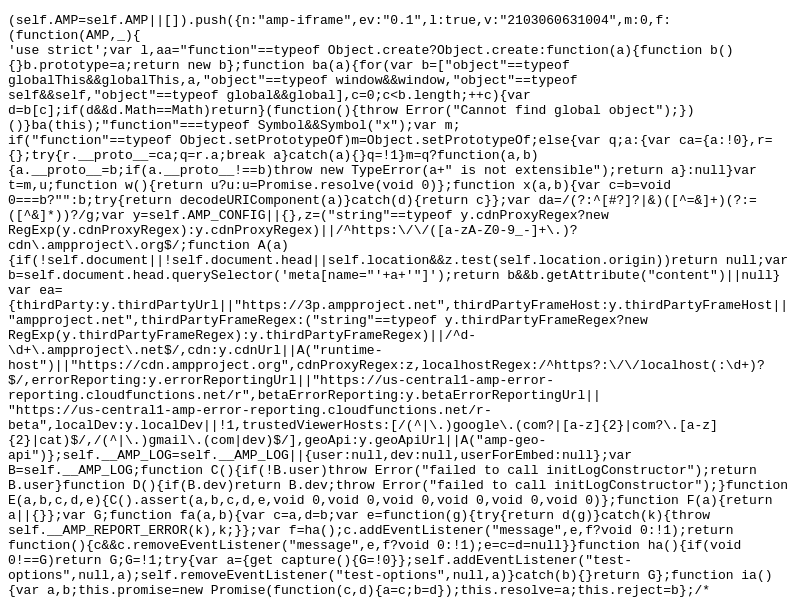 (self.AMP=self.AMP||[]).push({n:"amp-iframe",ev:"0.1",l:true,v:"2103060631004",m:0,f:
(function(AMP,_){
'use strict';var l,aa="function"==typeof Object.create?Object.create:function(a){function b()
{}b.prototype=a;return new b};function ba(a){for(var b=["object"==typeof
globalThis&&globalThis,a,"object"==typeof window&&window,"object"==typeof
self&&self,"object"==typeof global&&global],c=0;c<b.length;++c){var
d=b[c];if(d&&d.Math==Math)return}(function(){throw Error("Cannot find global object");})
()}ba(this);"function"===typeof Symbol&&Symbol("x");var m;
if("function"==typeof Object.setPrototypeOf)m=Object.setPrototypeOf;else{var q;a:{var ca={a:!0},r=
{};try{r.__proto__=ca;q=r.a;break a}catch(a){}q=!1}m=q?function(a,b)
{a.__proto__=b;if(a.__proto__!==b)throw new TypeError(a+" is not extensible");return a}:null}var
t=m,u;function w(){return u?u:u=Promise.resolve(void 0)};function x(a,b){var c=b=void
0===b?"":b;try{return decodeURIComponent(a)}catch(d){return c}};var da=/(?:^[#?]?|&)([^=&]+)(?:=
([^&]*))?/g;var y=self.AMP_CONFIG||{},z=("string"==typeof y.cdnProxyRegex?new
RegExp(y.cdnProxyRegex):y.cdnProxyRegex)||/^https:\/\/([a-zA-Z0-9_-]+\.)?
cdn\.ampproject\.org$/;function A(a)
{if(!self.document||!self.document.head||self.location&&z.test(self.location.origin))return null;var
b=self.document.head.querySelector('meta[name="'+a+'"]');return b&&b.getAttribute("content")||null}
var ea=
{thirdParty:y.thirdPartyUrl||"https://3p.ampproject.net",thirdPartyFrameHost:y.thirdPartyFrameHost||
"ampproject.net",thirdPartyFrameRegex:("string"==typeof y.thirdPartyFrameRegex?new
RegExp(y.thirdPartyFrameRegex):y.thirdPartyFrameRegex)||/^d-
\d+\.ampproject\.net$/,cdn:y.cdnUrl||A("runtime-
host")||"https://cdn.ampproject.org",cdnProxyRegex:z,localhostRegex:/^https?:\/\/localhost(:\d+)?
$/,errorReporting:y.errorReportingUrl||"https://us-central1-amp-error-
reporting.cloudfunctions.net/r",betaErrorReporting:y.betaErrorReportingUrl||
"https://us-central1-amp-error-reporting.cloudfunctions.net/r-
beta",localDev:y.localDev||!1,trustedViewerHosts:[/(^|\.)google\.(com?|[a-z]{2}|com?\.[a-z]
{2}|cat)$/,/(^|\.)gmail\.(com|dev)$/],geoApi:y.geoApiUrl||A("amp-geo-
api")};self.__AMP_LOG=self.__AMP_LOG||{user:null,dev:null,userForEmbed:null};var
B=self.__AMP_LOG;function C(){if(!B.user)throw Error("failed to call initLogConstructor");return
B.user}function D(){if(B.dev)return B.dev;throw Error("failed to call initLogConstructor");}function
E(a,b,c,d,e){C().assert(a,b,c,d,e,void 0,void 0,void 0,void 0,void 0,void 0)};function F(a){return
a||{}};var G;function fa(a,b){var c=a,d=b;var e=function(g){try{return d(g)}catch(k){throw
self.__AMP_REPORT_ERROR(k),k;}};var f=ha();c.addEventListener("message",e,f?void 0:!1);return
function(){c&&c.removeEventListener("message",e,f?void 0:!1);e=c=d=null}}function ha(){if(void
0!==G)return G;G=!1;try{var a={get capture(){G=!0}};self.addEventListener("test-
options",null,a);self.removeEventListener("test-options",null,a)}catch(b){}return G};function ia()
{var a,b;this.promise=new Promise(function(c,d){a=c;b=d});this.resolve=a;this.reject=b};/*